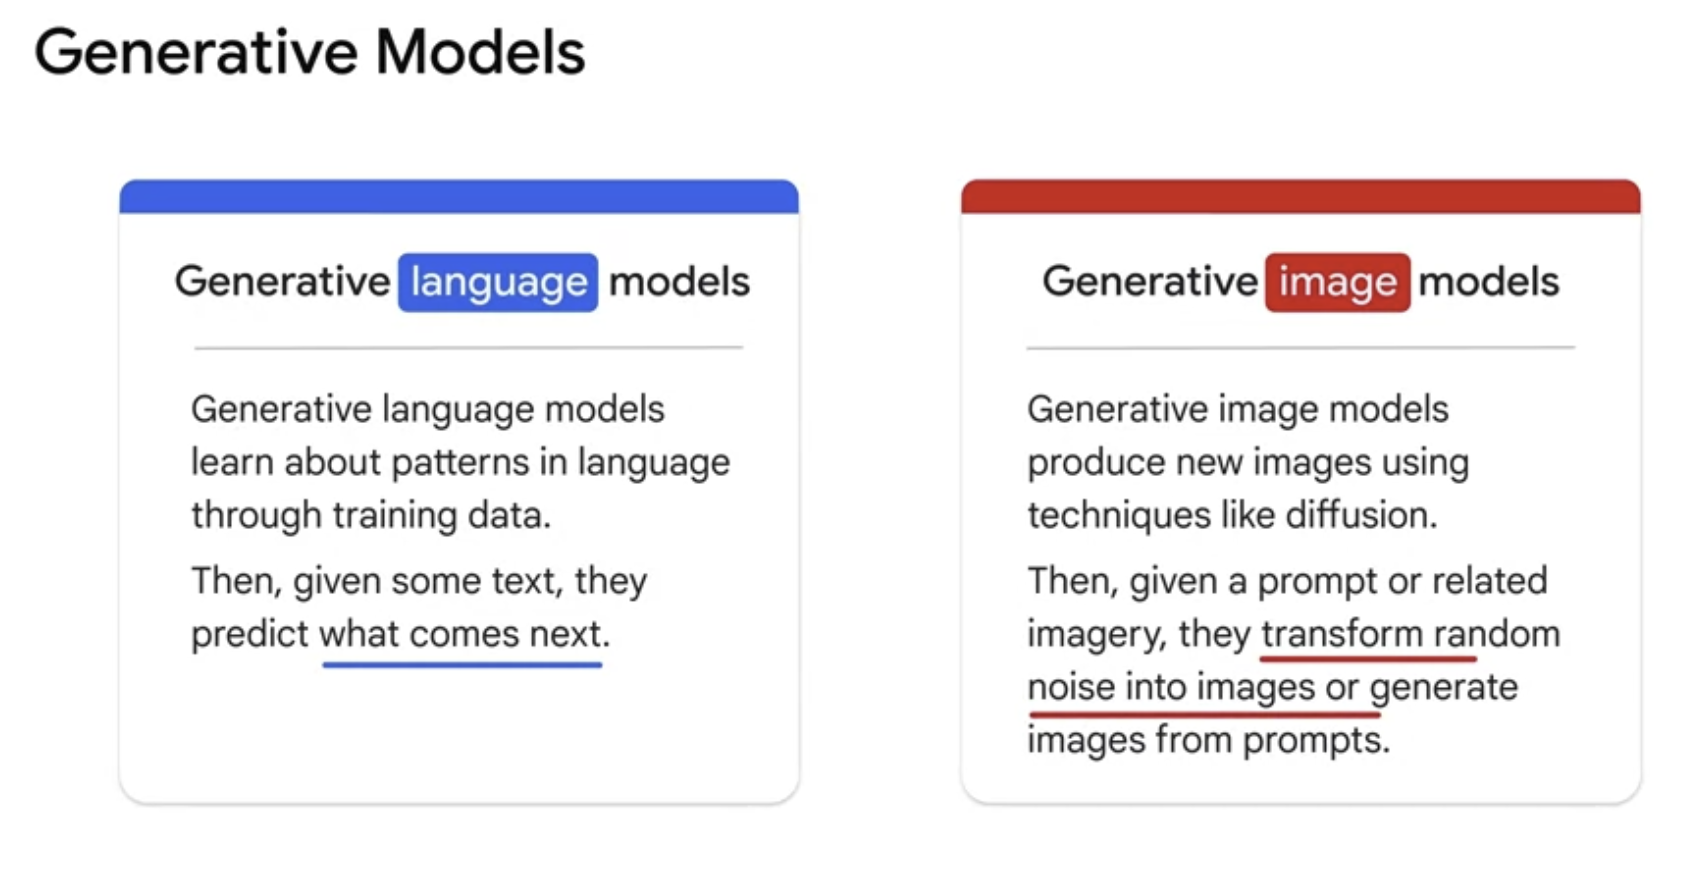 Generative Models
Generative language models
Generative language models
learn about patterns in language
through training data.
Then, given some text, they
predict what comes next.
Generative image models
Generative image models
produce new images using
techniques like diffusion.
Then, given a prompt or related
imagery, they transform random
noise into images or generate
images from prompts.